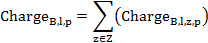 Charge_{B,l,p} = ∑_{z∈Z}(Charge_{B,l,z,p})